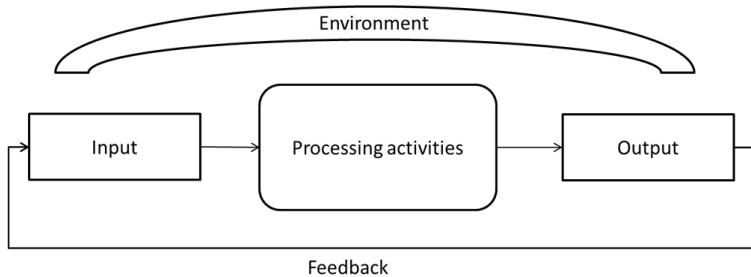 Environment
Input
Processing activities
Output
Feedback